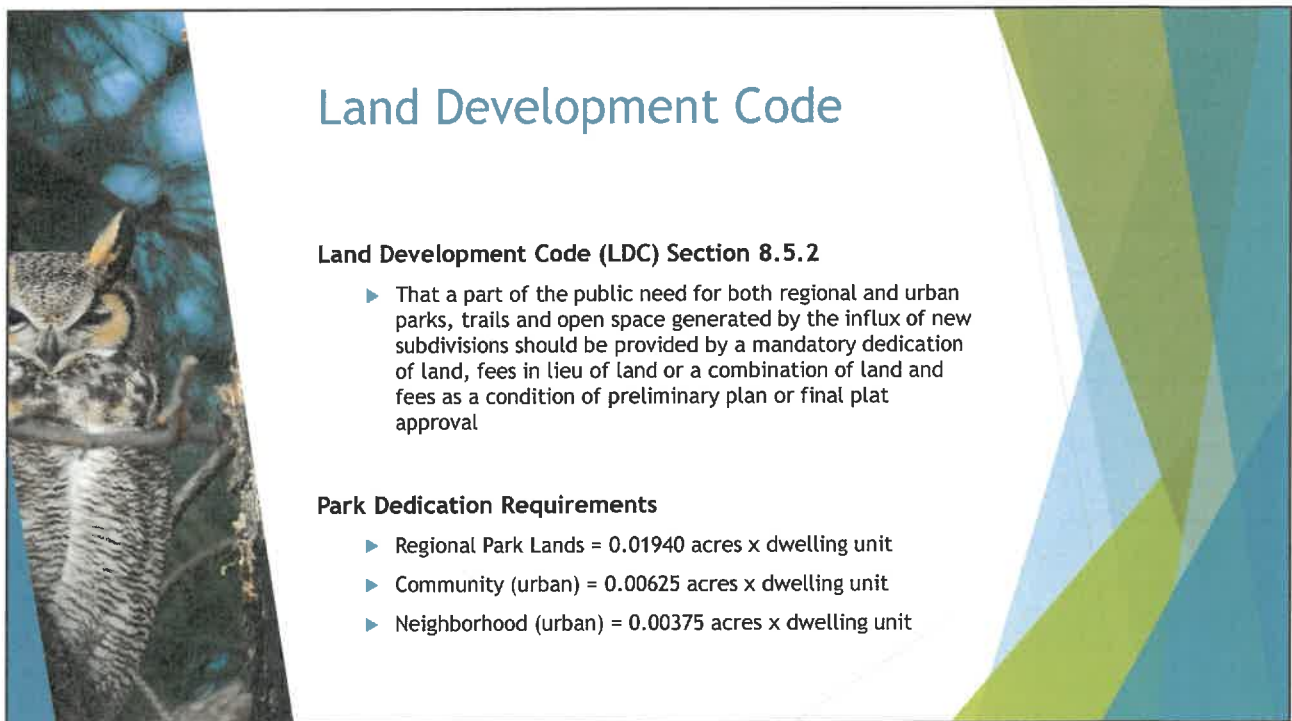 Land Development Code
Land Development Code (LDC) Section 8.5.2
▶ That a part of the public need for both regional and urban
parks, trails and open space generated by the influx of new
subdivisions should be provided by a mandatory dedication
of land, fees in lieu of land or a combination of land and
fees as a condition of preliminary plan or final plat
approval
Park Dedication Requirements
▶ Regional Park Lands = 0.01940 acres x dwelling unit
▶ Community (urban) = 0.00625 acres x dwelling unit
▶ Neighborhood (urban) = 0.00375 acres x dwelling unit